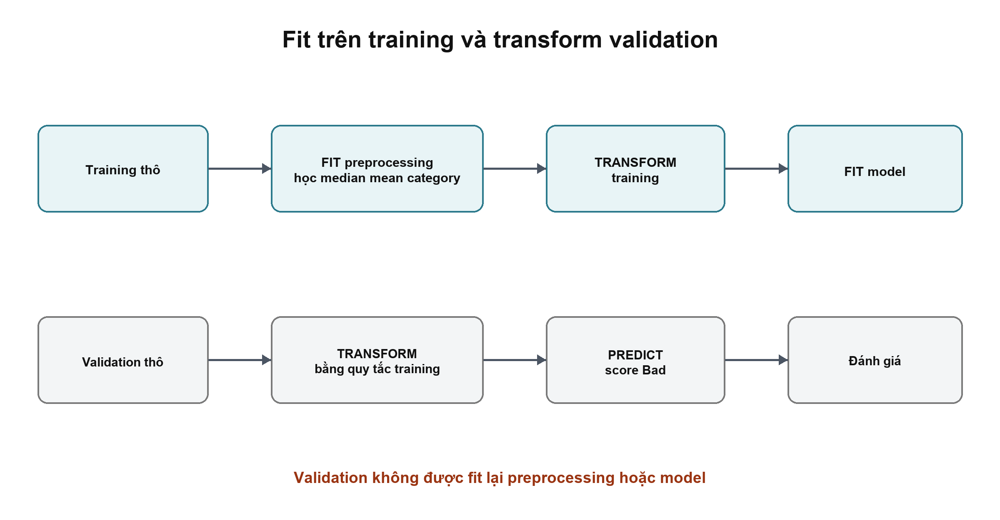 Fit trên training và transform validation
Training thô
FIT preprocessing
học median mean category
TRANSFORM
training
FIT model
Validation thô
TRANSFORM
bằng quy tắc training
PREDICT
score Bad
Đánh giá
Validation không được fit lại preprocessing hoặc model